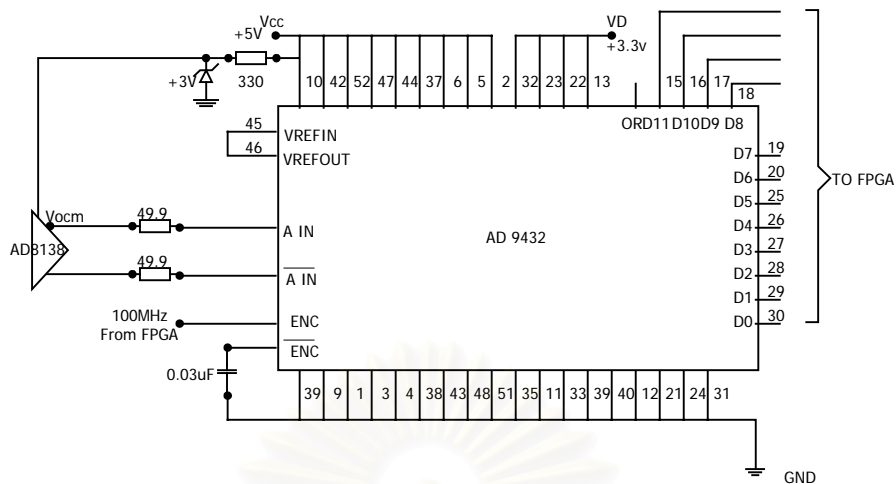 Vcc
+5V
VD
+3.3v
+3V
330
10 42 52 47 44 37 6 5 2 32 23 22 13 15 16 17 18
ORD11 D10 D9 D8
45 VREFIN
46 VREFOUT
D7 19
D6 20
D5 25
TO FPGA
Vocm 49.9
D4 26
A IN
AD8138
AD 9432
D3 27
49.9
A IN
D2 28
D1 29
100MHz
From FPGA
ENC
D0 30
ENC
0.03uF
39 9 1 3 4 38 43 48 51 35 11 33 39 40 12 21 24 31
GND